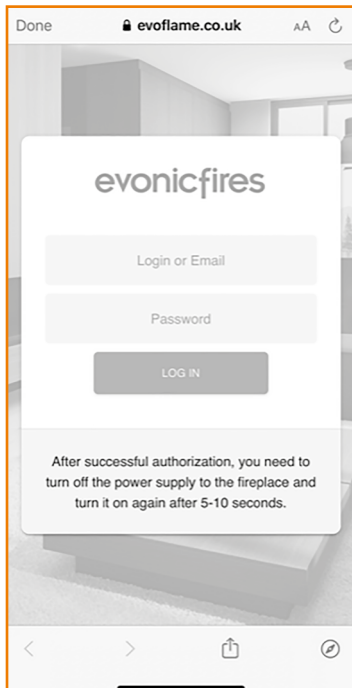 Done evoflame.co.uk AA
evonicfires
Login or Email
Password
LOG IN
After successful authorization, you need to
turn off the power supply to the fireplace and
turn it on again after 5-10 seconds.